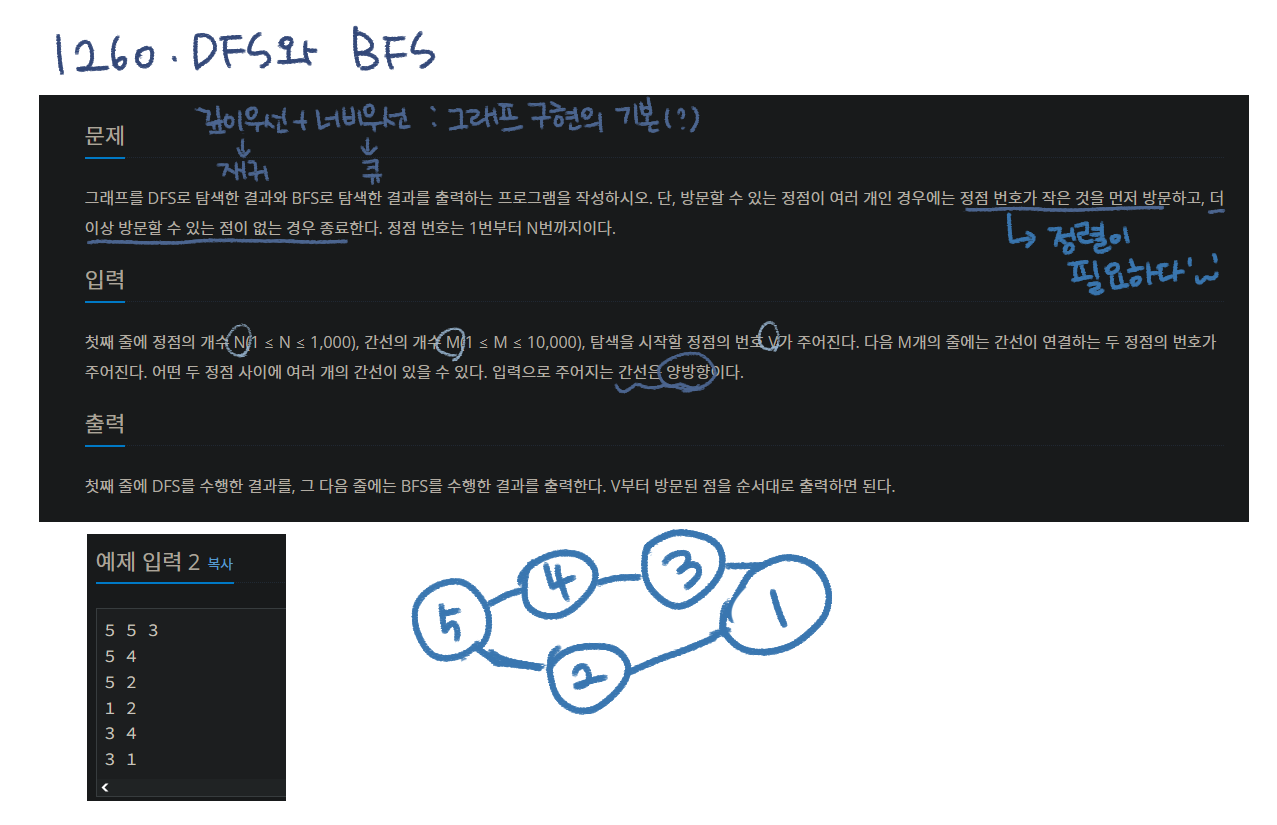 1260. DFS와 BFS
깊이우선 + 너비우선 : 그래프 구현의 기본(?)
문제
재귀 큐
그래프를 DFS로 탐색한 결과와 BFS로 탐색한 결과를 출력하는 프로그램을 작성하시오. 단, 방문할 수 있는 정점이 여러 개인 경우에는 정점 번호가 작은 것을 먼저 방문하고, 더
이상 방문할 수 있는 점이 없는 경우 종료한다. 정점 번호는 1번부터 N번까지이다.
정렬이
필요하다
입력
첫째 줄에 정점의 개수 N(1 ≤ N ≤ 1,000), 간선의 개수 M(1 ≤ M ≤ 10,000), 탐색을 시작할 정점의 번호 V가 주어진다. 다음 M개의 줄에는 간선이 연결하는 두 정점의 번호가
주어진다. 어떤 두 정점 사이에 여러 개의 간선이 있을 수 있다. 입력으로 주어지는 간선은 양방향이다.
출력
첫째 줄에 DFS를 수행한 결과를, 그 다음 줄에는 BFS를 수행한 결과를 출력한다. V부터 방문된 점을 순서대로 출력하면 된다.
예제 입력 2 복사
5 5 3
5 4
5 2
1 2
3 4
3 1
5 4 3 1
2